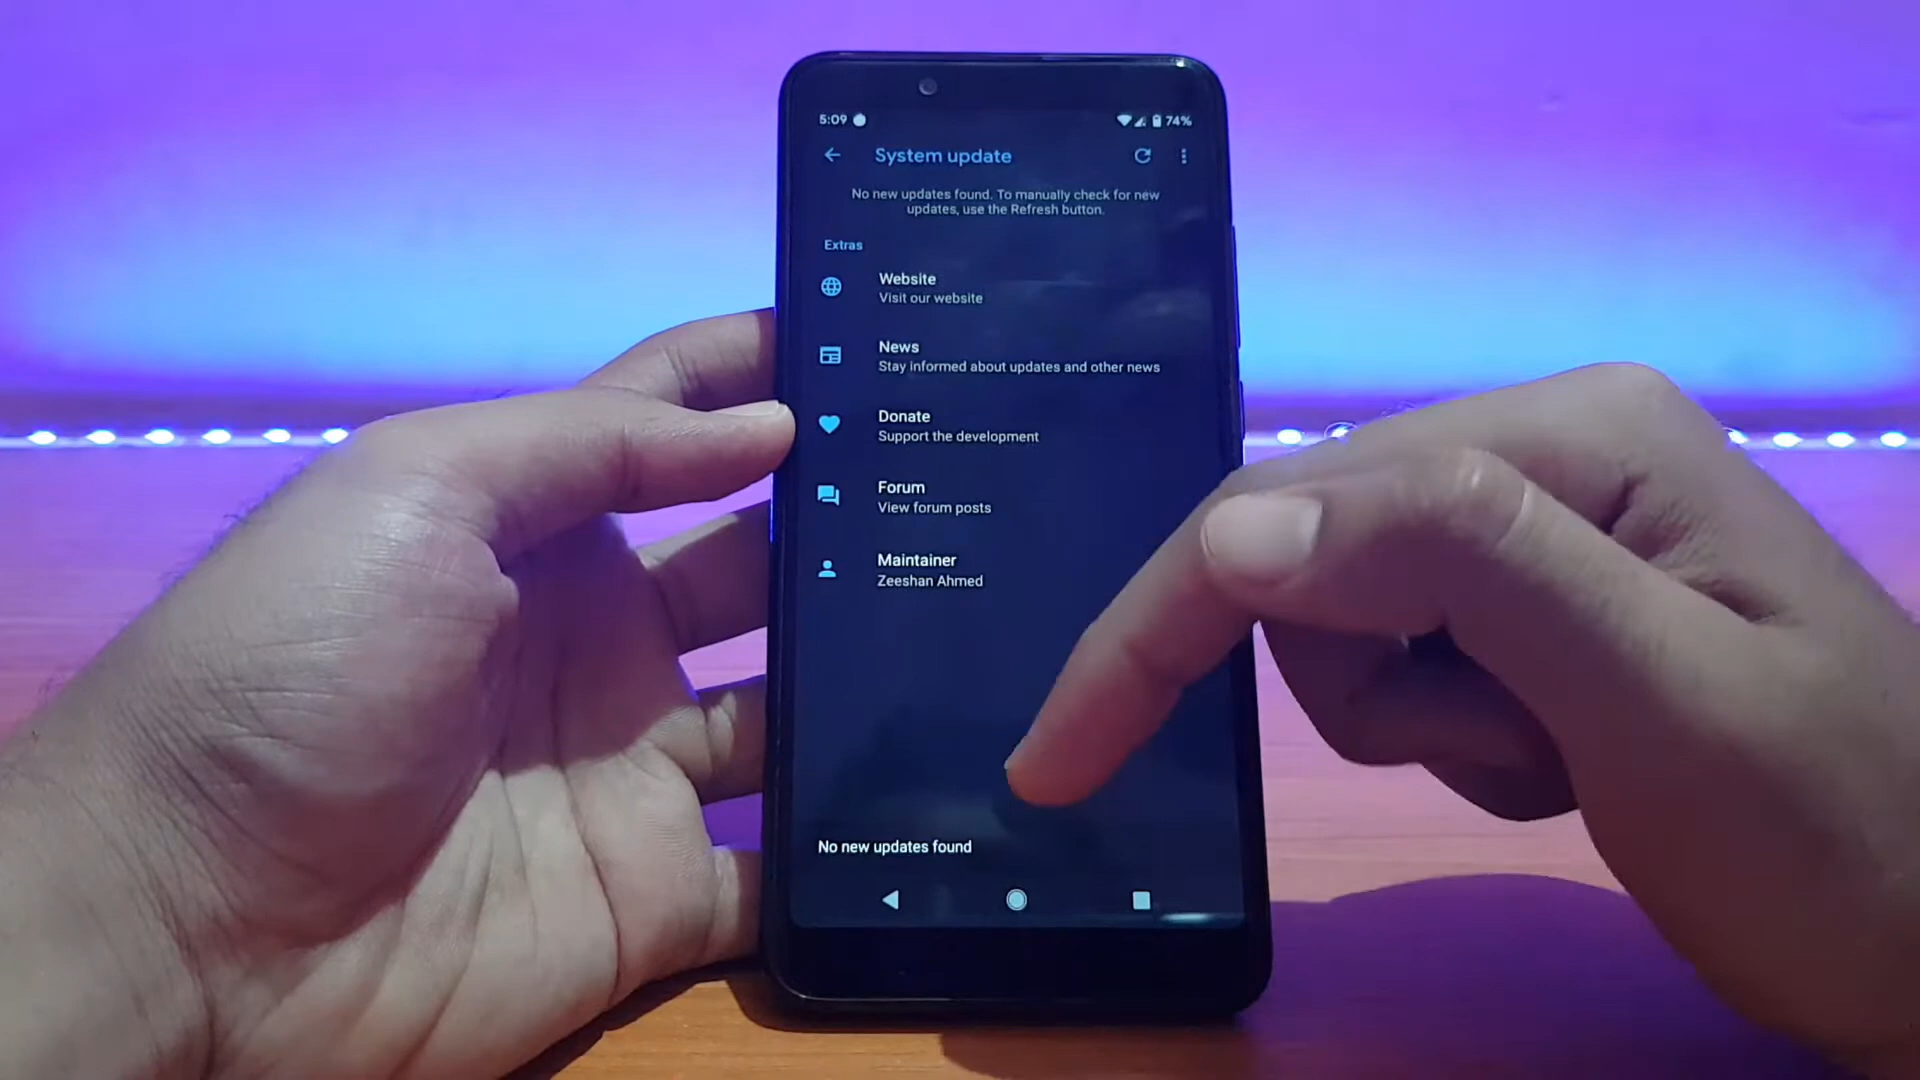 5:09
74%
System update
No new updates found. To manually check for new
updates, use the Refresh button.
Extras
Website
Visit our website
News
Stay informed about updates and other news
Donate
Support the development
Forum
View forum posts
Maintainer
Zeeshan Ahmed
No new updates found